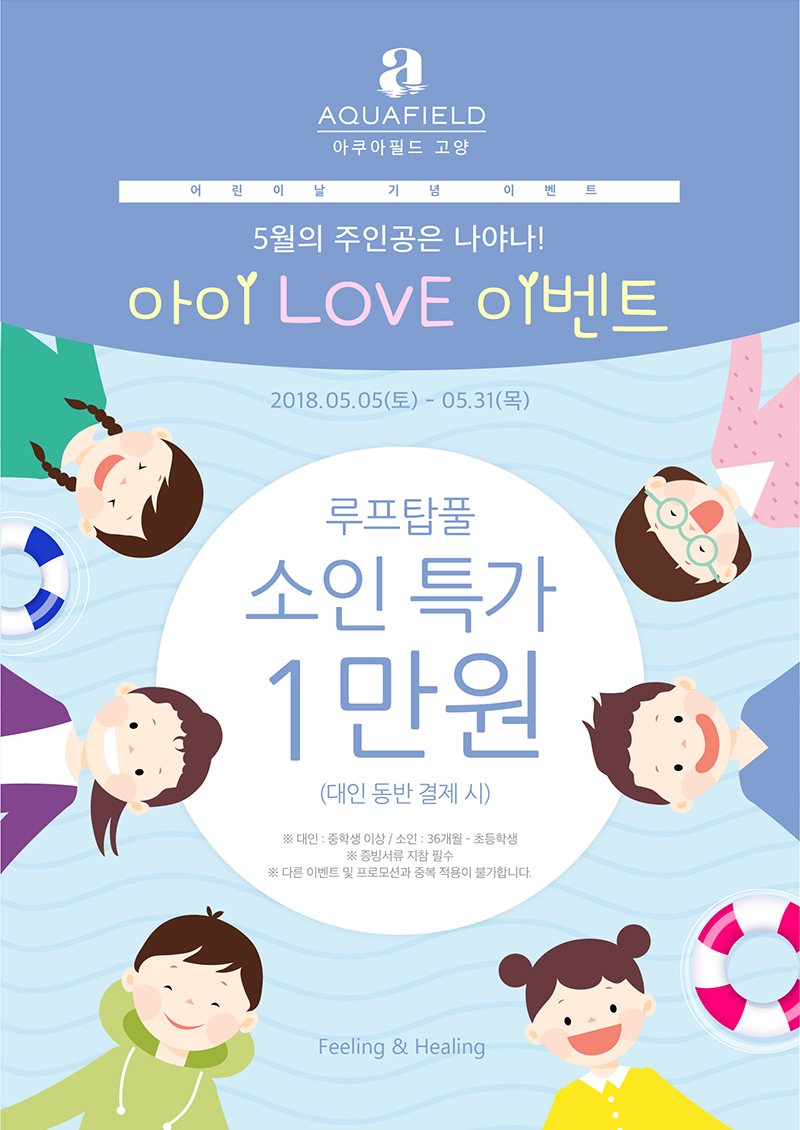 a
AQUAFIELD
아쿠아필드 고양
어린이날 기념 이벤트
5월의 주인공은 나야나!
아이 LOVE 이벤트
2018.05.05(토) - 05.31(목)
루프탑풀
소인 특가
1만원
(대인 동반 결제 시)
※ 대인 : 중학생 이상 / 소인 : 36개월 - 초등학생
※ 증빙서류 지참 필수
※ 다른 이벤트 및 프로모션과 중복 적용이 불가합니다.
Feeling & Healing